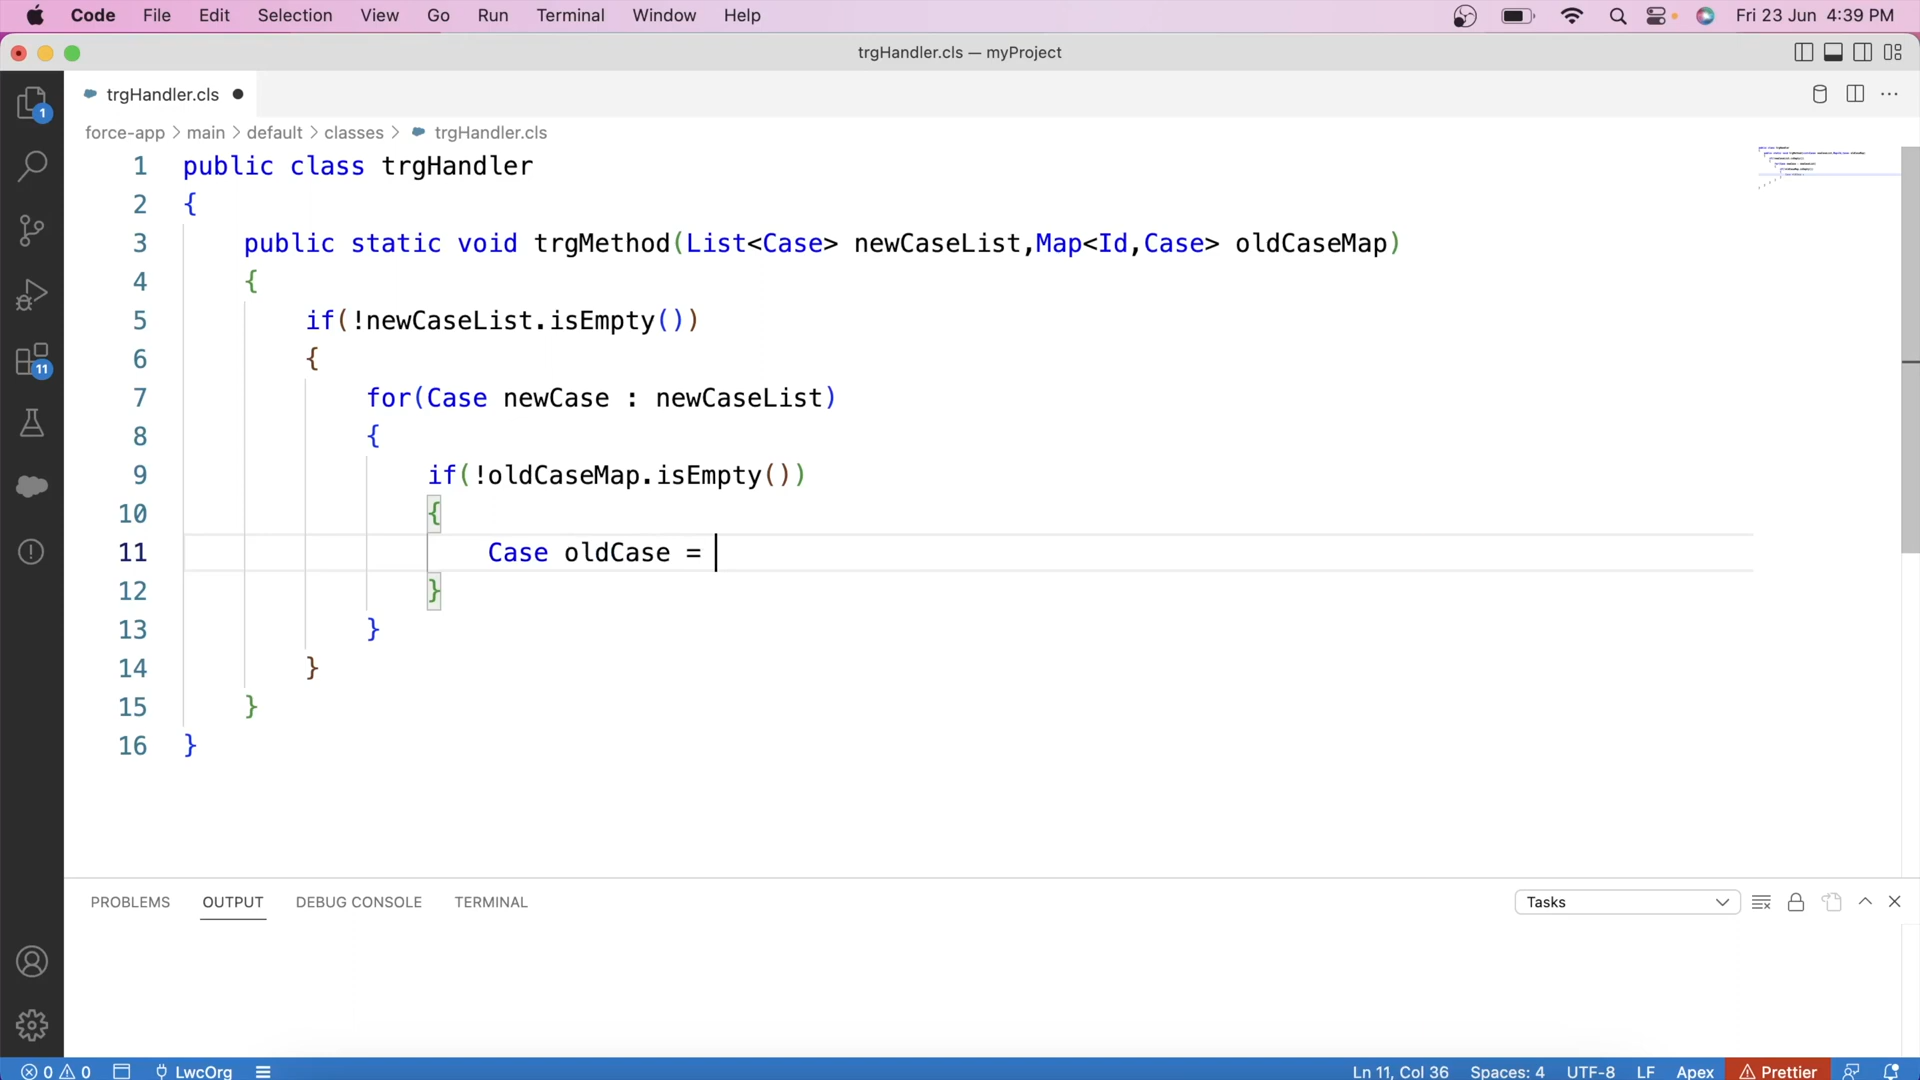 Code File Edit Selection View Go Run Terminal Window Help Fri 23 Jun 4:39 PM
trgHandler.cls — myProject
trgHandler.cls
force-app > main > default > classes > trgHandler.cls
1 public class trgHandler
2 {
3 public static void trgMethod(List<Case> newCaseList,Map<Id,Case> oldCaseMap)
4 {
5 if(!newCaseList.isEmpty())
6 {
7 for(Case newCase : newCaseList)
8 {
9 if(!oldCaseMap.isEmpty())
10 {
11 Case oldCase =
12 }
13 }
14 }
15 }
16 }
1
11
PROBLEMS OUTPUT DEBUG CONSOLE TERMINAL Tasks
0 0 LwcOrg Ln 11, Col 36 Spaces: 4 UTF-8 LF Apex Prettier